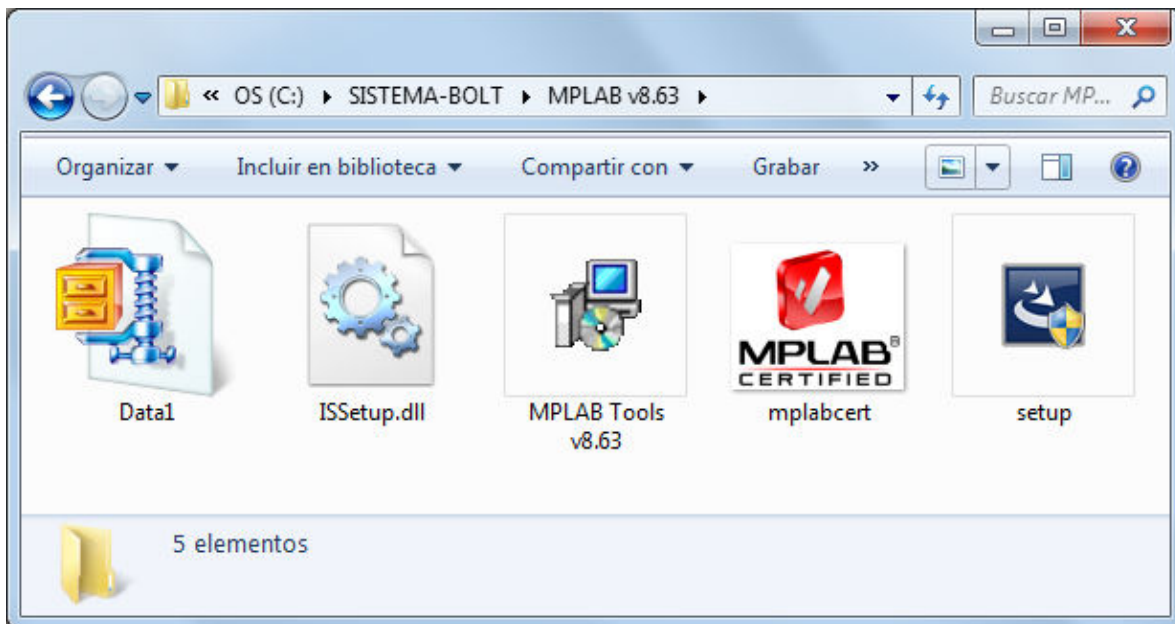 « OS (C:) ▸ SISTEMA-BOLT ▸ MPLAB v8.63 ▸
Buscar MP...
Organizar Incluir en biblioteca Compartir con Grabar »
MPLAB®
CERTIFIED
Data1 ISSetup.dll MPLAB Tools mplabcert setup
v8.63
5 elementos